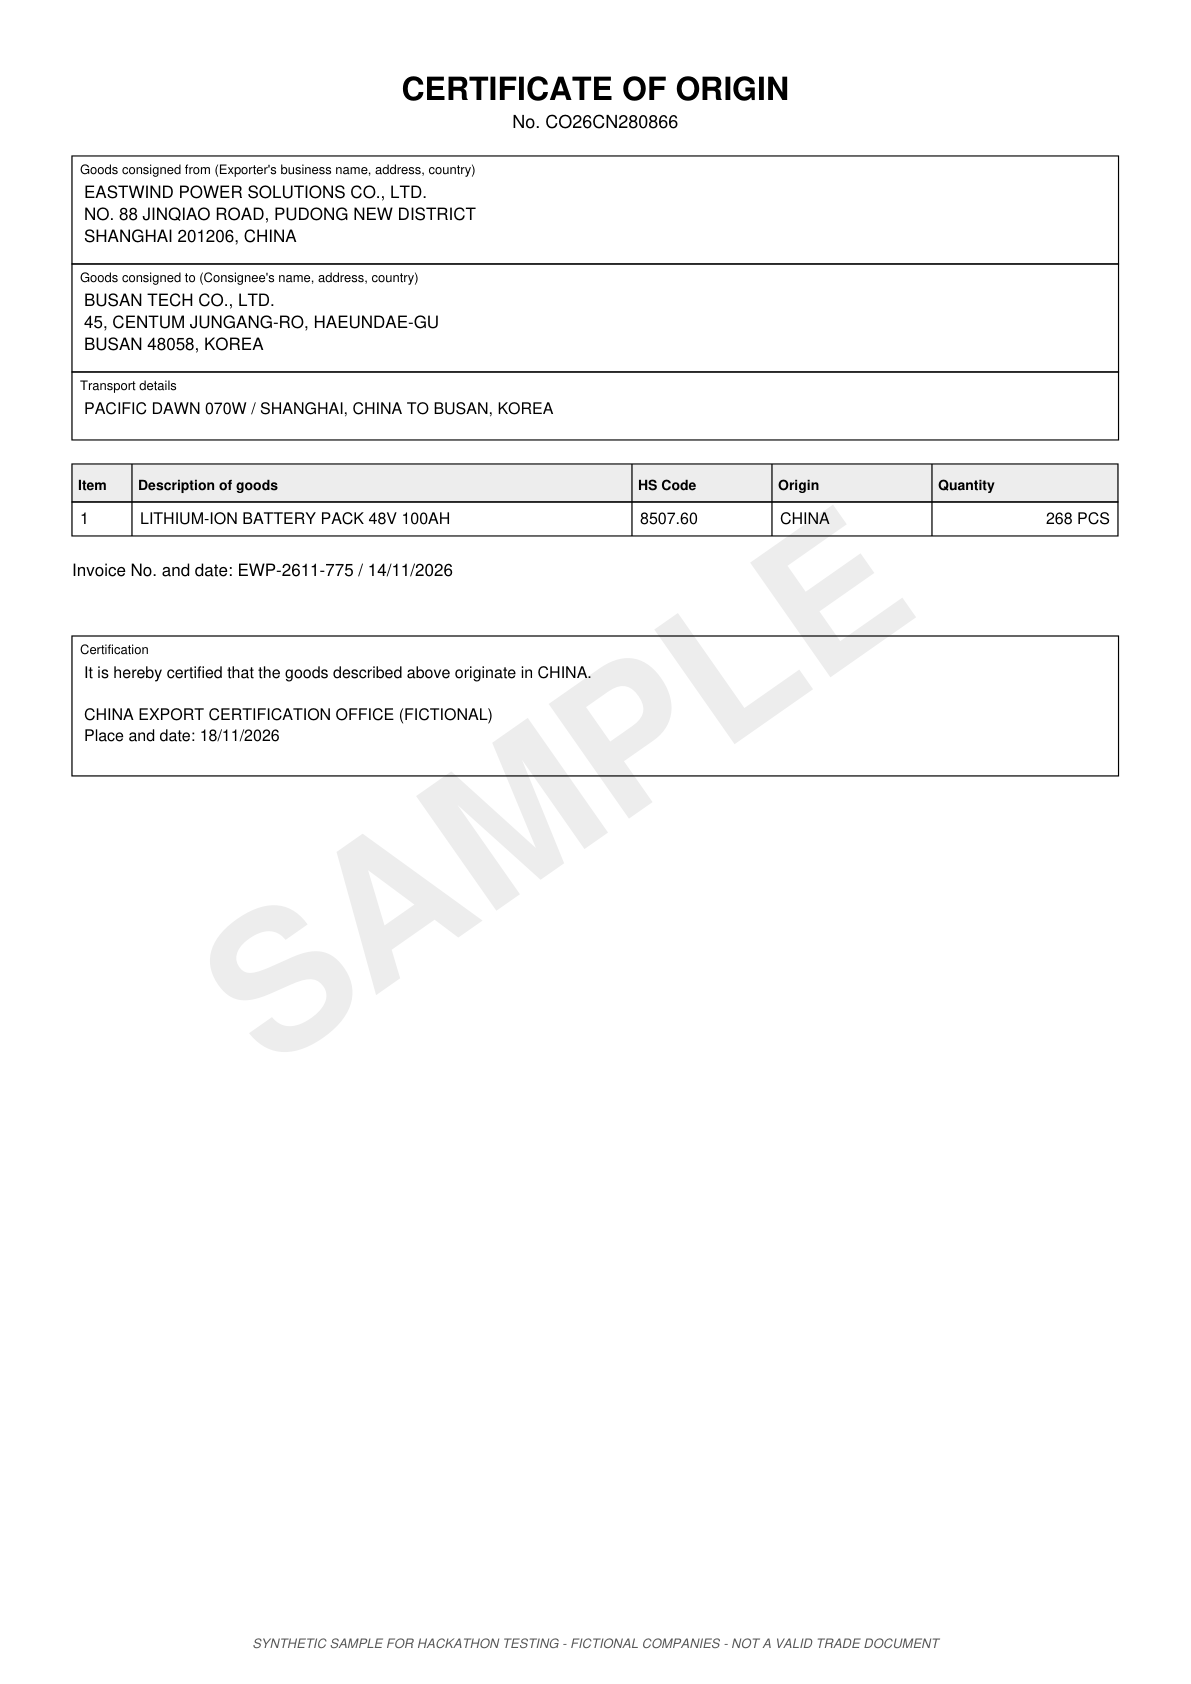 CERTIFICATE OF ORIGIN
No. CO26CN280866
Goods consigned from (Exporter's business name, address, country)
EASTWIND POWER SOLUTIONS CO., LTD.
NO. 88 JINQIAO ROAD, PUDONG NEW DISTRICT
SHANGHAI 201206, CHINA
Goods consigned to (Consignee's name, address, country)
BUSAN TECH CO., LTD.
45, CENTUM JUNGANG-RO, HAEUNDAE-GU
BUSAN 48058, KOREA
Transport details
PACIFIC DAWN 070W / SHANGHAI, CHINA TO BUSAN, KOREA
Item Description of goods HS Code Origin Quantity
1 LITHIUM-ION BATTERY PACK 48V 100AH 8507.60 CHINA 268 PCS
Invoice No. and date: EWP-2611-775 / 14/11/2026
Certification
It is hereby certified that the goods described above originate in CHINA.
CHINA EXPORT CERTIFICATION OFFICE (FICTIONAL)
Place and date: 18/11/2026
SAMPLE
SYNTHETIC SAMPLE FOR HACKATHON TESTING - FICTIONAL COMPANIES - NOT A VALID TRADE DOCUMENT